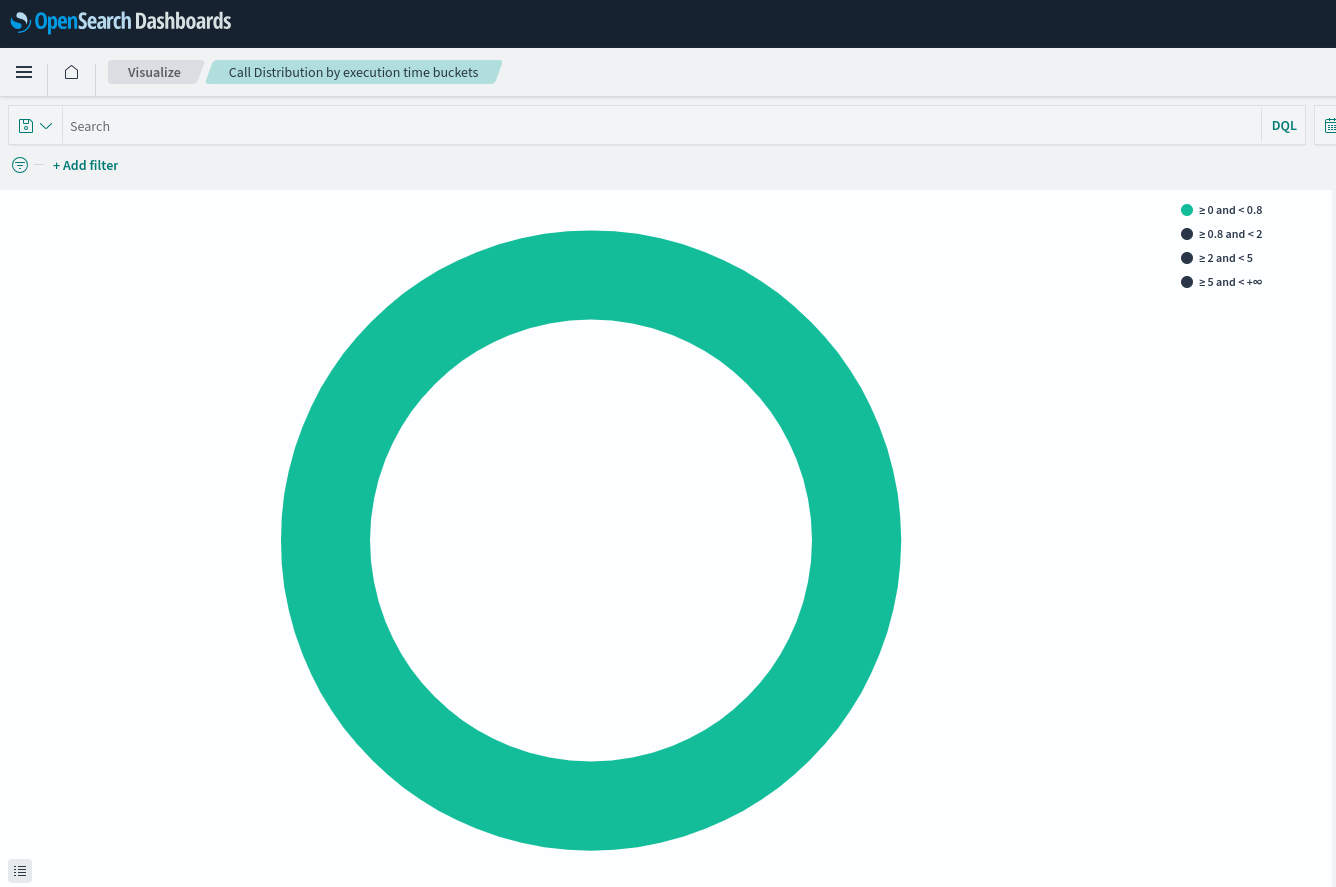 OpenSearch Dashboards
Visualize
Call Distribution by execution time buckets
Search
DQL
+ Add filter
≥ 0 and < 0.8
≥ 0.8 and < 2
≥ 2 and < 5
≥ 5 and < +∞